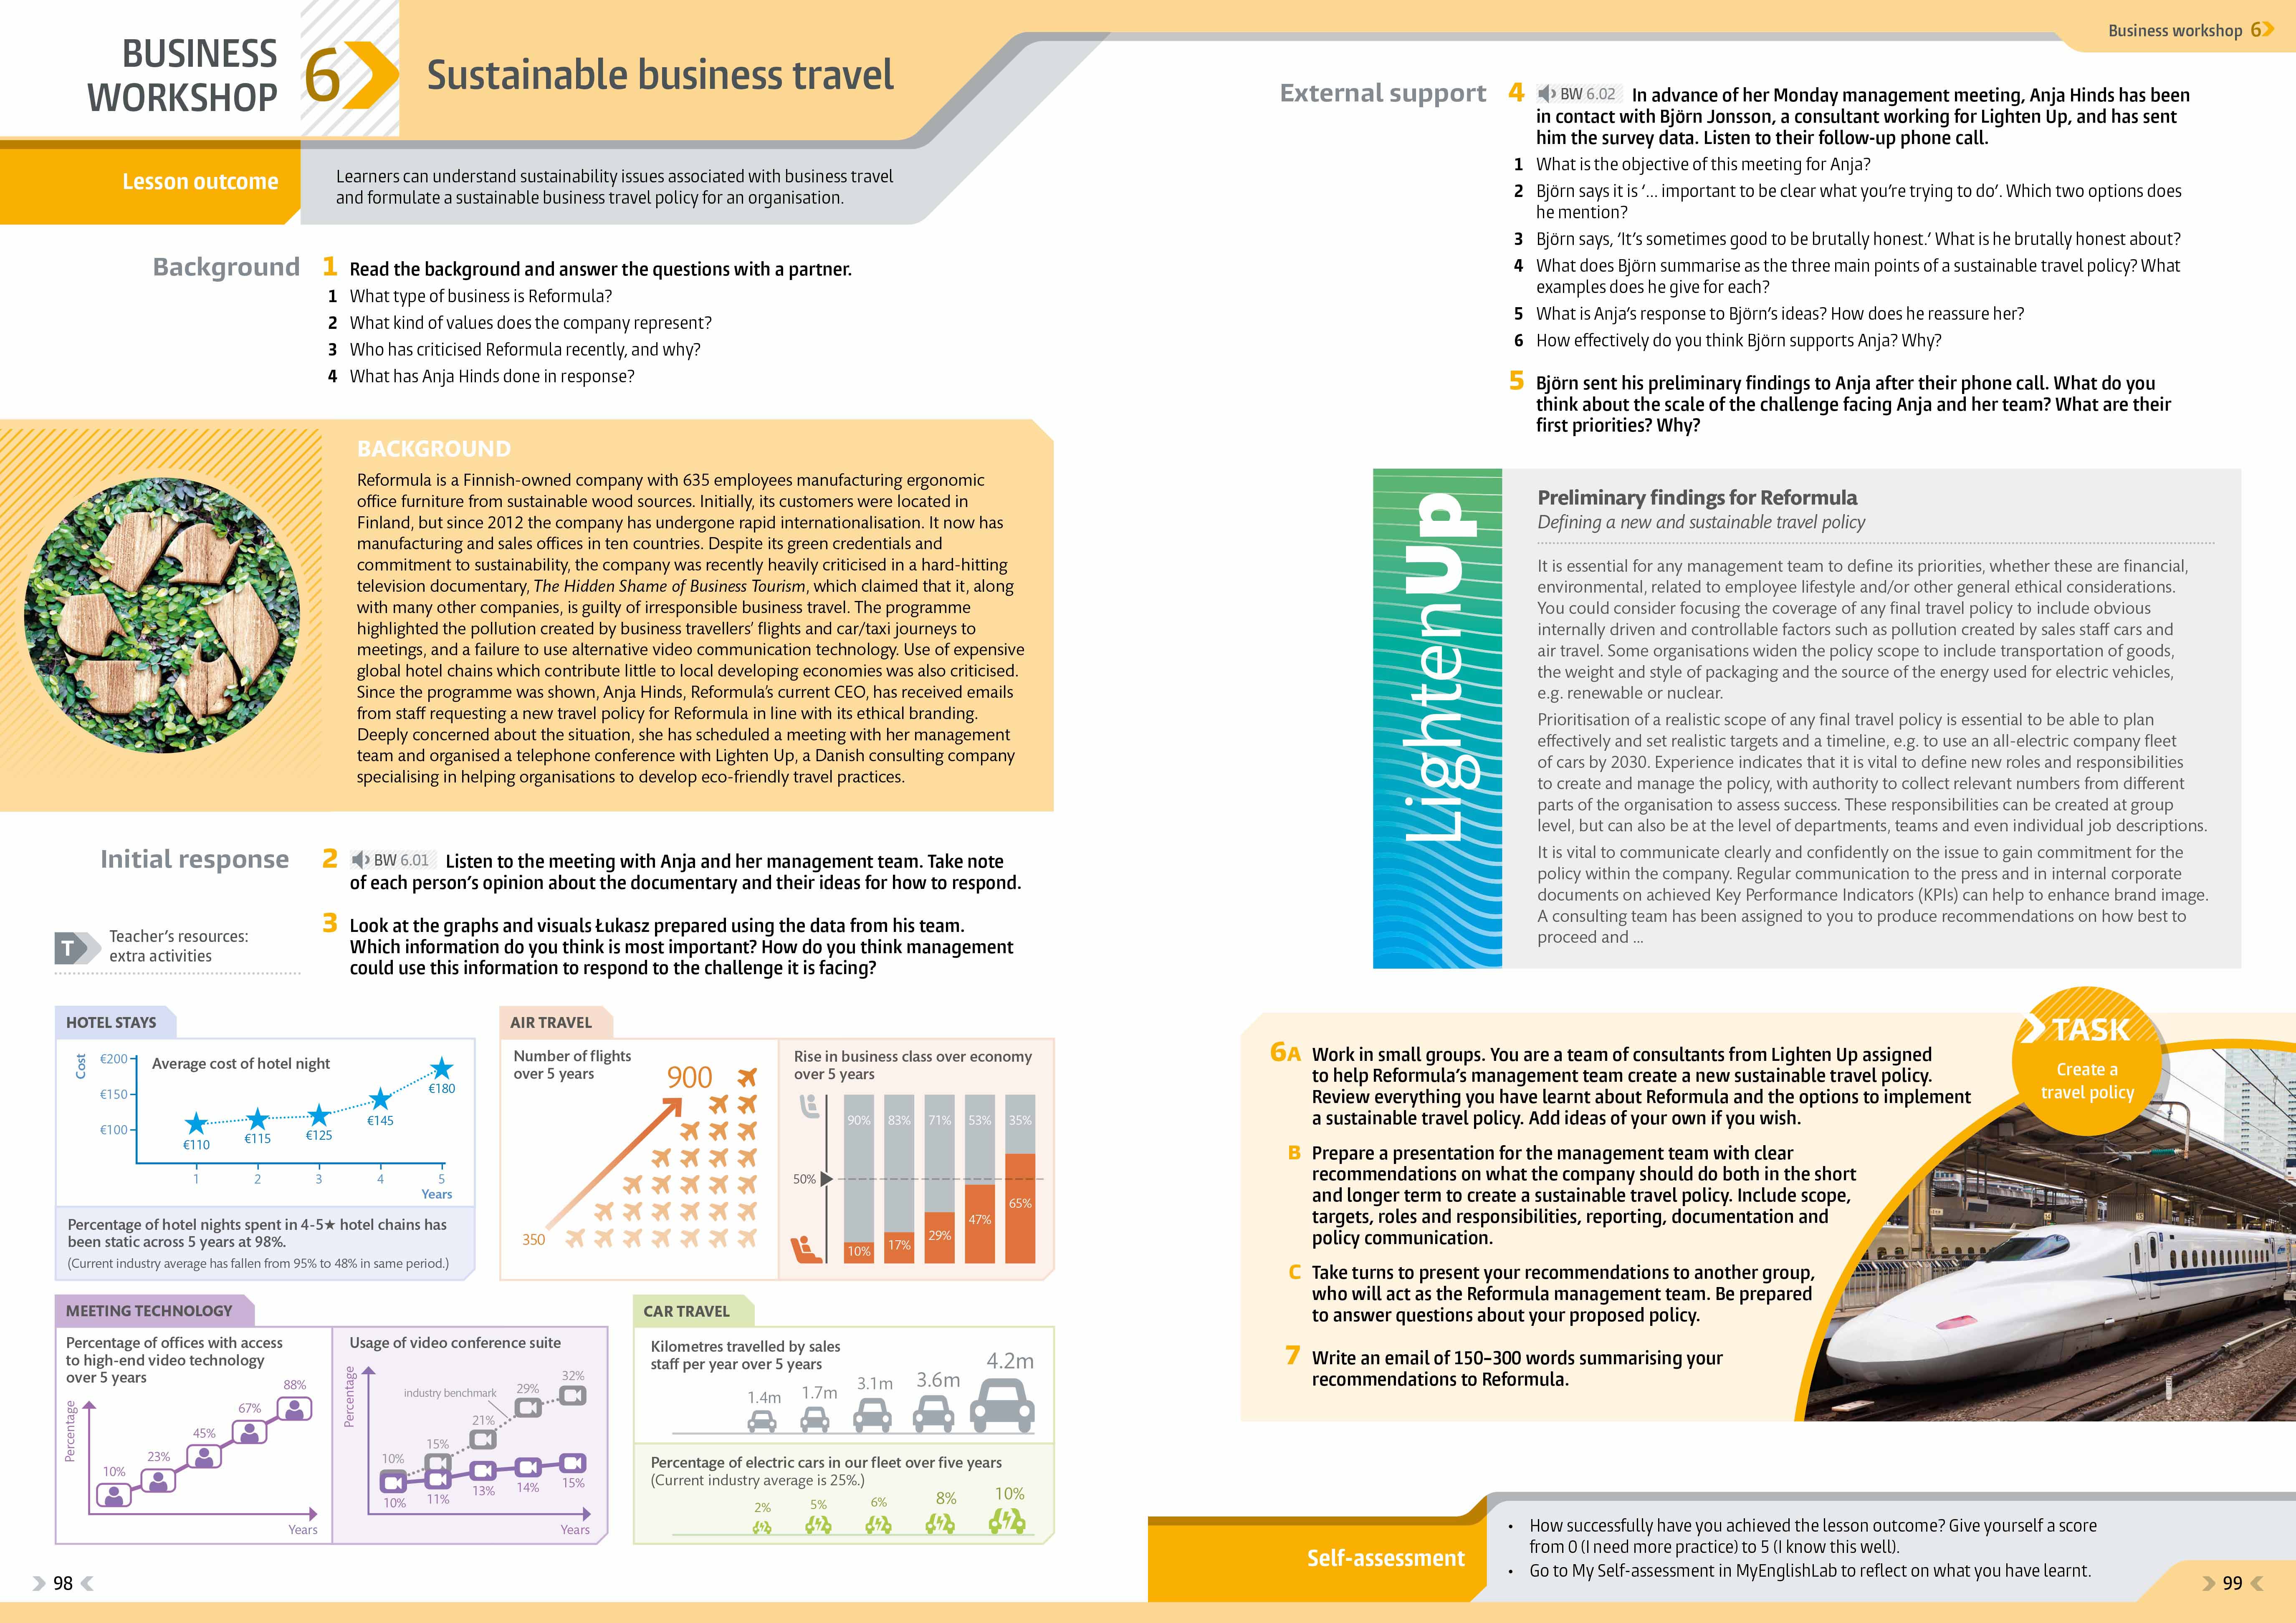 BUSINESS
WORKSHOP
6
Sustainable business travel
Lesson outcome
Learners can understand sustainability issues associated with business travel
and formulate a sustainable business travel policy for an organisation.
Background
1 Read the background and answer the questions with a partner.
1 What type of business is Reformula?
2 What kind of values does the company represent?
3 Who has criticised Reformula recently, and why?
4 What has Anja Hinds done in response?
BACKGROUND
Reformula is a Finnish-owned company with 635 employees manufacturing ergonomic
office furniture from sustainable wood sources. Initially, its customers were located in
Finland, but since 2012 the company has undergone rapid internationalisation. It now has
manufacturing and sales offices in ten countries. Despite its green credentials and
commitment to sustainability, the company was recently heavily criticised in a hard-hitting
television documentary, The Hidden Shame of Business Tourism, which claimed that it, along
with many other companies, is guilty of irresponsible business travel. The programme
highlighted the pollution created by business travellers’ flights and car/taxi journeys to
meetings, and a failure to use alternative video communication technology. Use of expensive
global hotel chains which contribute little to local developing economies was also criticised.
Since the programme was shown, Anja Hinds, Reformula’s current CEO, has received emails
from staff requesting a new travel policy for Reformula in line with its ethical branding.
Deeply concerned about the situation, she has scheduled a meeting with her management
team and organised a telephone conference with Lighten Up, a Danish consulting company
specialising in helping organisations to develop eco-friendly travel practices.
Initial response
2 BW 6.01 Listen to the meeting with Anja and her management team. Take note
of each person’s opinion about the documentary and their ideas for how to respond.
T
Teacher’s resources:
extra activities
3 Look at the graphs and visuals Łukasz prepared using the data from his team.
Which information do you think is most important? How do you think management
could use this information to respond to the challenge it is facing?
HOTEL STAYS
Average cost of hotel night
Cost
€200
€150
€100
€110
€115
€125
€145
€180
1 2 3 4 5
Years
Percentage of hotel nights spent in 4-5★ hotel chains has
been static across 5 years at 98%.
(Current industry average has fallen from 95% to 48% in same period.)
AIR TRAVEL
Number of flights
over 5 years
900
350
Rise in business class over economy
over 5 years
90% 83% 71% 53% 35%
50%
10% 17% 29% 47% 65%
MEETING TECHNOLOGY
Percentage of offices with access
to high-end video technology
over 5 years
Percentage
10%
23%
45%
67%
88%
Years
Usage of video conference suite
Percentage
industry benchmark
10% 15% 21% 29% 32%
10% 11% 13% 14% 15%
Years
CAR TRAVEL
Kilometres travelled by sales
staff per year over 5 years
1.4m 1.7m 3.1m 3.6m 4.2m
Percentage of electric cars in our fleet over five years
(Current industry average is 25%.)
2% 5% 6% 8% 10%
98
Business workshop 6
External support
4 BW 6.02 In advance of her Monday management meeting, Anja Hinds has been
in contact with Björn Jonsson, a consultant working for Lighten Up, and has sent
him the survey data. Listen to their follow-up phone call.
1 What is the objective of this meeting for Anja?
2 Björn says it is ‘... important to be clear what you’re trying to do’. Which two options does
he mention?
3 Björn says, ‘It’s sometimes good to be brutally honest.’ What is he brutally honest about?
4 What does Björn summarise as the three main points of a sustainable travel policy? What
examples does he give for each?
5 What is Anja’s response to Björn’s ideas? How does he reassure her?
6 How effectively do you think Björn supports Anja? Why?
5 Björn sent his preliminary findings to Anja after their phone call. What do you
think about the scale of the challenge facing Anja and her team? What are their
first priorities? Why?
LightenUp
Preliminary findings for Reformula
Defining a new and sustainable travel policy
It is essential for any management team to define its priorities, whether these are financial,
environmental, related to employee lifestyle and/or other general ethical considerations.
You could consider focusing the coverage of any final travel policy to include obvious
internally driven and controllable factors such as pollution created by sales staff cars and
air travel. Some organisations widen the policy scope to include transportation of goods,
the weight and style of packaging and the source of the energy used for electric vehicles,
e.g. renewable or nuclear.
Prioritisation of a realistic scope of any final travel policy is essential to be able to plan
effectively and set realistic targets and a timeline, e.g. to use an all-electric company fleet
of cars by 2030. Experience indicates that it is vital to define new roles and responsibilities
to create and manage the policy, with authority to collect relevant numbers from different
parts of the organisation to assess success. These responsibilities can be created at group
level, but can also be at the level of departments, teams and even individual job descriptions.
It is vital to communicate clearly and confidently on the issue to gain commitment for the
policy within the company. Regular communication to the press and in internal corporate
documents on achieved Key Performance Indicators (KPIs) can help to enhance brand image.
A consulting team has been assigned to you to produce recommendations on how best to
proceed and ...
TASK
Create a
travel policy
6A Work in small groups. You are a team of consultants from Lighten Up assigned
to help Reformula’s management team create a new sustainable travel policy.
Review everything you have learnt about Reformula and the options to implement
a sustainable travel policy. Add ideas of your own if you wish.
B Prepare a presentation for the management team with clear
recommendations on what the company should do both in the short
and longer term to create a sustainable travel policy. Include scope,
targets, roles and responsibilities, reporting, documentation and
policy communication.
C Take turns to present your recommendations to another group,
who will act as the Reformula management team. Be prepared
to answer questions about your proposed policy.
7 Write an email of 150–300 words summarising your
recommendations to Reformula.
Self-assessment
• How successfully have you achieved the lesson outcome? Give yourself a score
from 0 (I need more practice) to 5 (I know this well).
• Go to My Self-assessment in MyEnglishLab to reflect on what you have learnt.
99